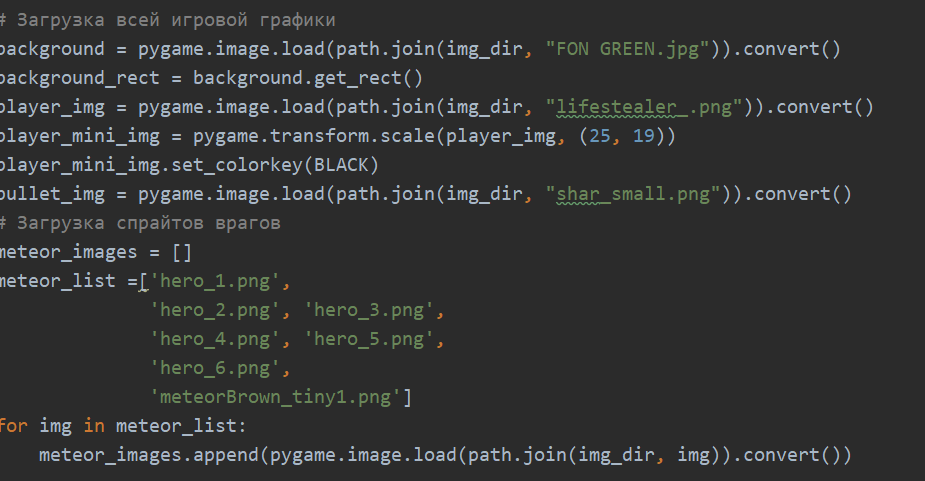 # Загрузка всей игровой графики
background = pygame.image.load(path.join(img_dir, "FON GREEN.jpg")).convert()
background_rect = background.get_rect()
player_img = pygame.image.load(path.join(img_dir, "lifestealer_.png")).convert()
player_mini_img = pygame.transform.scale(player_img, (25, 19))
player_mini_img.set_colorkey(BLACK)
bullet_img = pygame.image.load(path.join(img_dir, "shar_small.png")).convert()
# Загрузка спрайтов врагов
meteor_images = []
meteor_list =['hero_1.png',
'hero_2.png', 'hero_3.png',
'hero_4.png', 'hero_5.png',
'hero_6.png',
'meteorBrown_tiny1.png']
for img in meteor_list:
meteor_images.append(pygame.image.load(path.join(img_dir, img)).convert())